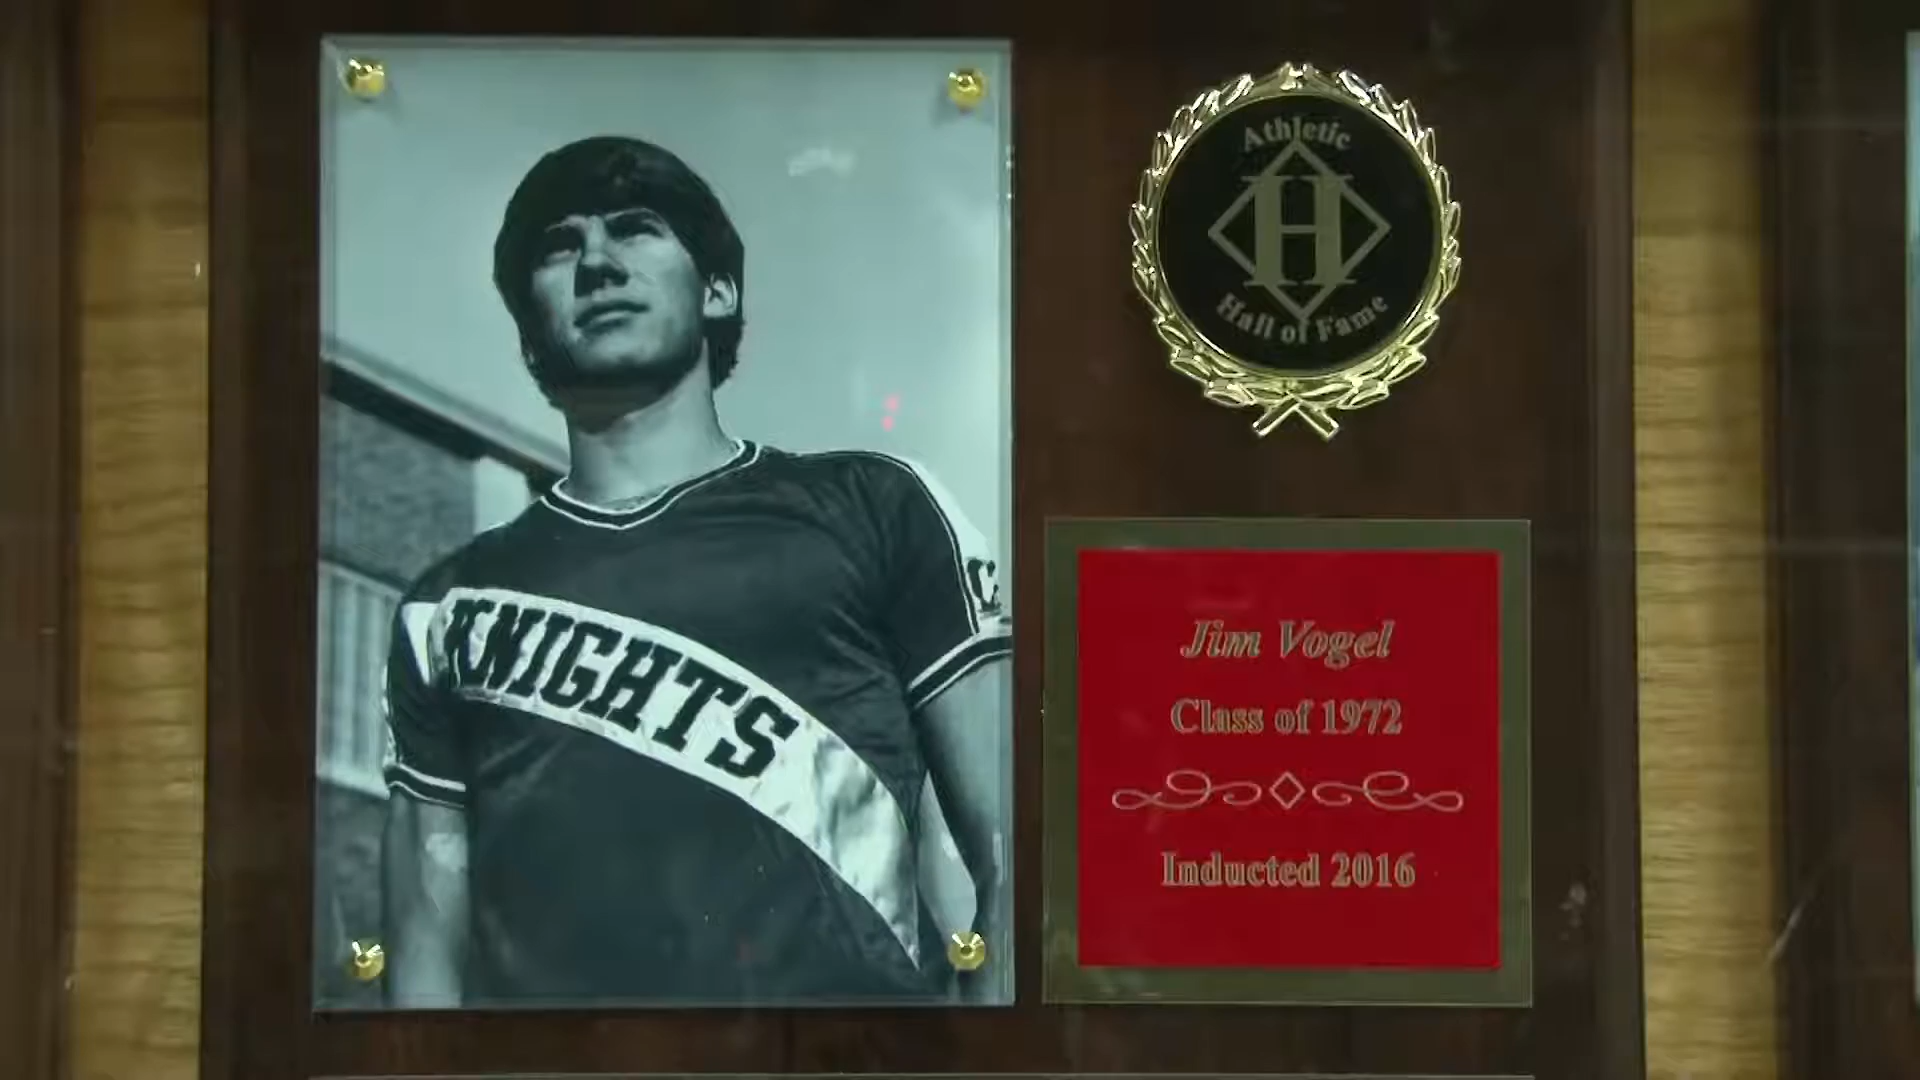 Athletic
H
Hall of Fame
KNIGHTS
C
Jim Vogel
Class of 1972
Inducted 2016